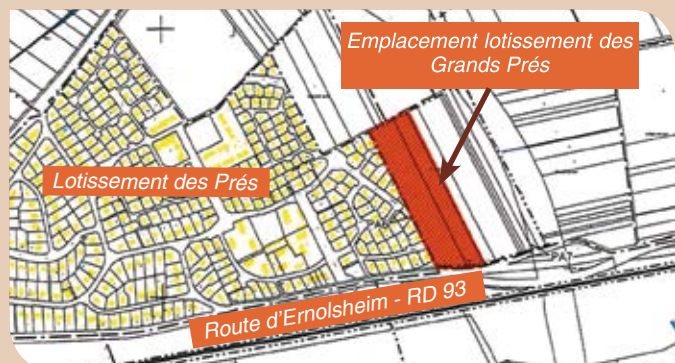 Emplacement lotissement des
Grands Prés
Lotissement des Prés
Route d'Ernolsheim - RD 93